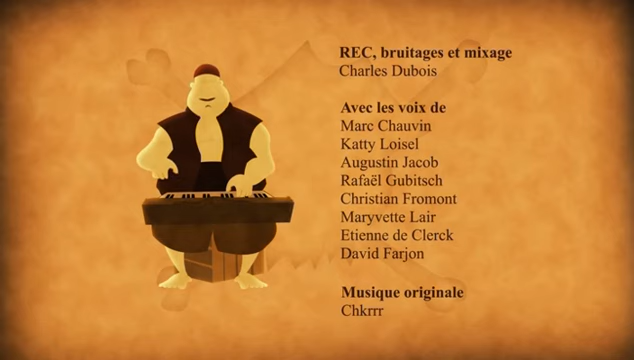 REC, bruitages et mixage
Charles Dubois
Avec les voix de
Marc Chauvin
Katty Loisel
Augustin Jacob
Rafaël Gubitsch
Christian Fromont
Maryvette Lair
Etienne de Clerck
David Farjon
Musique originale
Chkrrr